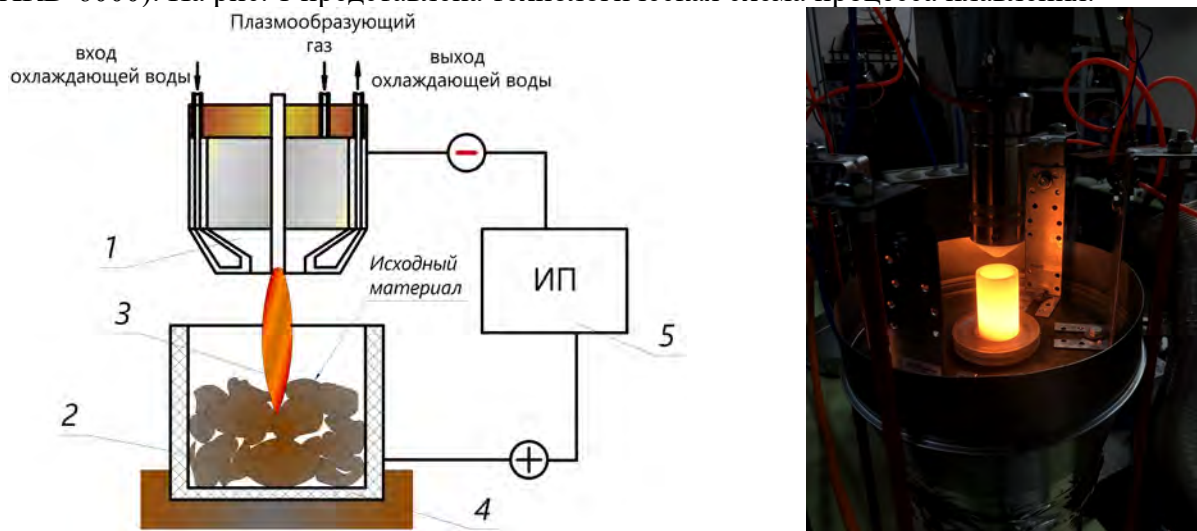 Плазмообразующий
газ
вход
охлаждающей воды
выход
охлаждающей воды
−
1
Исходный
материал
ИП
3
5
2
+
4